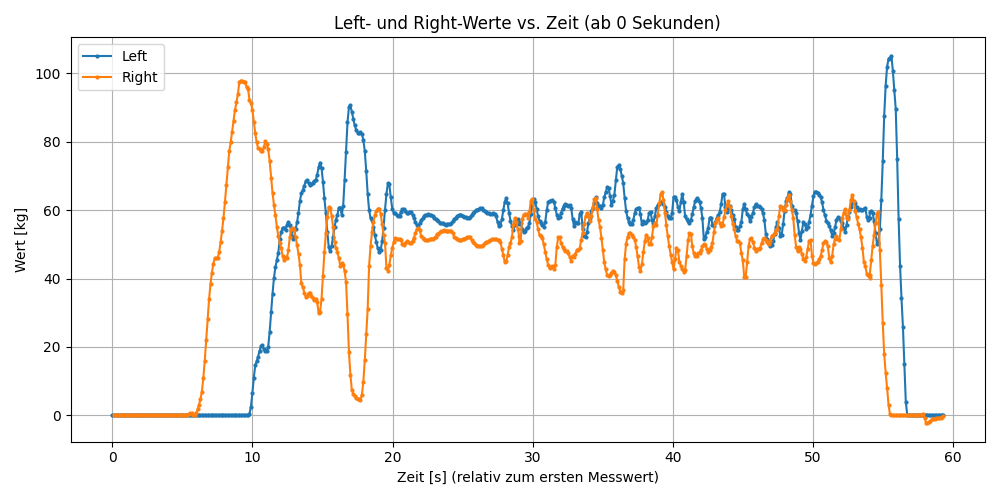 Left- und Right-Werte vs. Zeit (ab 0 Sekunden)
Left
Right
100
80
60
40
20
0
Wert [kg]
0 10 20 30 40 50 60
Zeit [s] (relativ zum ersten Messwert)